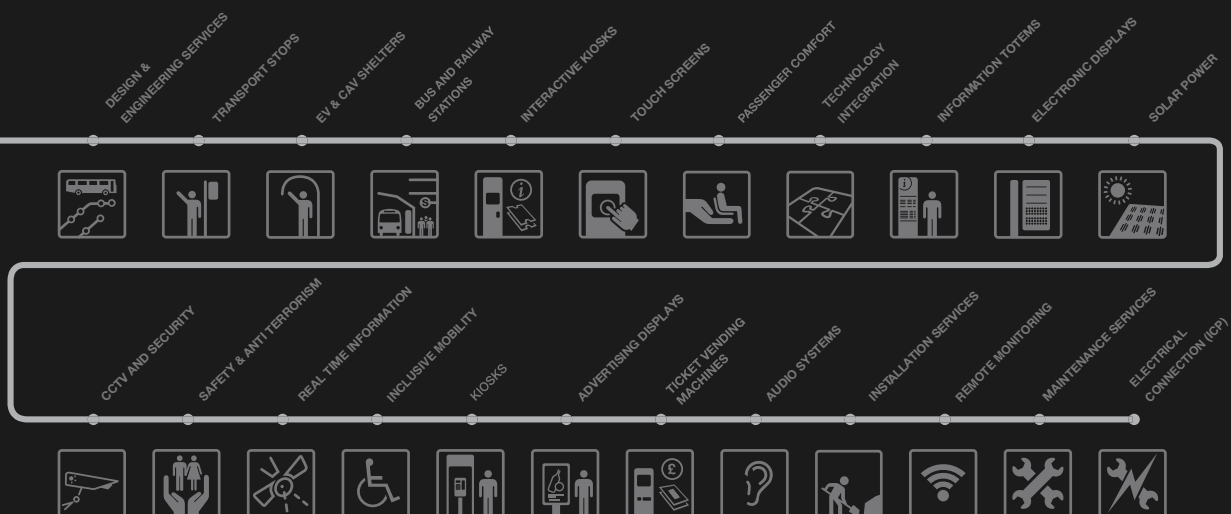 DESIGN &
ENGINEERING SERVICES
TRANSPORT STOPS
EV & CAV SHELTERS
BUS AND RAILWAY
STATIONS
INTERACTIVE KIOSKS
TOUCH SCREENS
PASSENGER COMFORT
TECHNOLOGY
INTEGRATION
INFORMATION TOTEMS
ELECTRONIC DISPLAYS
SOLAR POWER
$
i
i
CCTV AND SECURITY
SAFETY & ANTI TERRORISM
REAL TIME INFORMATION
INCLUSIVE MOBILITY
KIOSKS
ADVERTISING DISPLAYS
TICKET VENDING
MACHINES
AUDIO SYSTEMS
INSTALLATION SERVICES
REMOTE MONITORING
MAINTENANCE SERVICES
ELECTRICAL
CONNECTION (ICP)
£